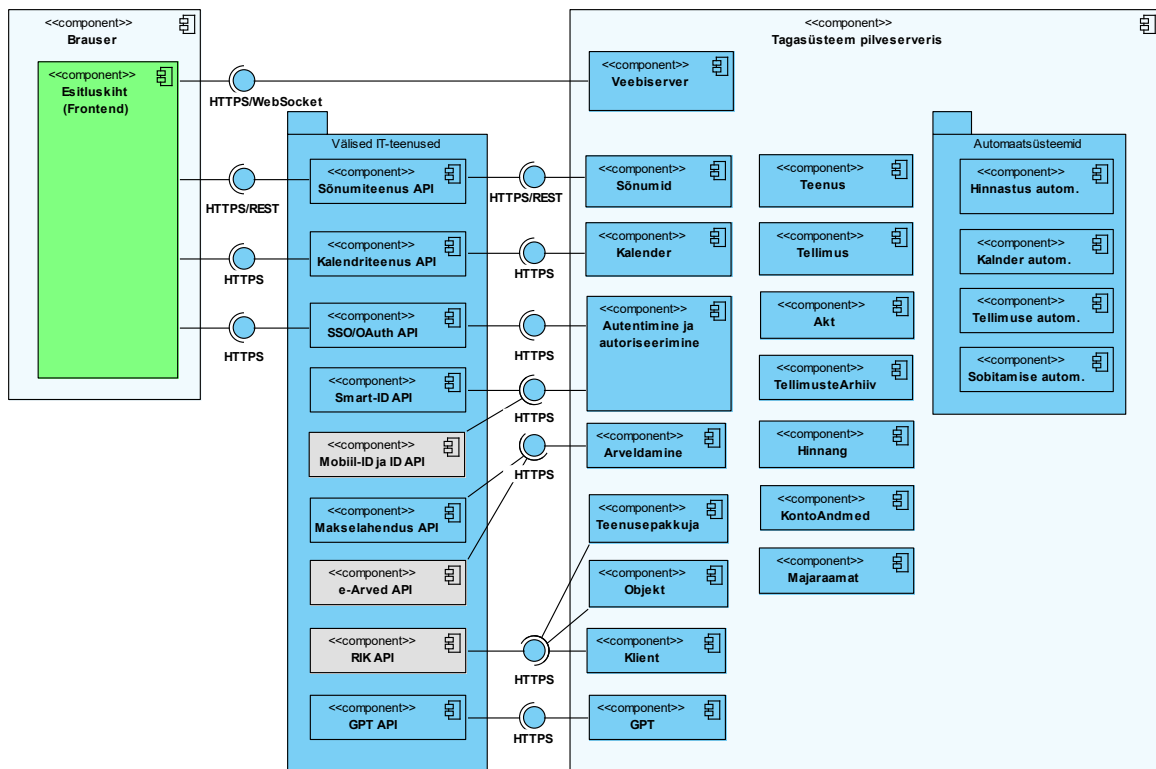 <<component>>
Brauser
<<component>>
Esitluskiht
(Frontend)
HTTPS/WebSocket
HTTPS/REST
HTTPS
HTTPS
Välised IT-teenused
<<component>>
Sõnumiteenus API
<<component>>
Kalendriteenus API
<<component>>
SSO/OAuth API
<<component>>
Smart-ID API
<<component>>
Mobiil-ID ja ID API
<<component>>
Makselahendus API
<<component>>
e-Arved API
<<component>>
RIK API
<<component>>
GPT API
HTTPS/REST
HTTPS
HTTPS
HTTPS
HTTPS
HTTPS
HTTPS
<<component>>
Tagasüsteem pilveserveris
<<component>>
Veebiserver
<<component>>
Sõnumid
<<component>>
Kalender
<<component>>
Autentimine ja
autoriseerimine
<<component>>
Arveldamine
<<component>>
Teenusepakkuja
<<component>>
Objekt
<<component>>
Klient
<<component>>
GPT
<<component>>
Teenus
<<component>>
Tellimus
<<component>>
Akt
<<component>>
TellimusteArhiiv
<<component>>
Hinnang
<<component>>
KontoAndmed
<<component>>
Majaraamat
Automaatsüsteemid
<<component>>
Hinnastus autom.
<<component>>
Kalnder autom.
<<component>>
Tellimuse autom.
<<component>>
Sobitamise autom.